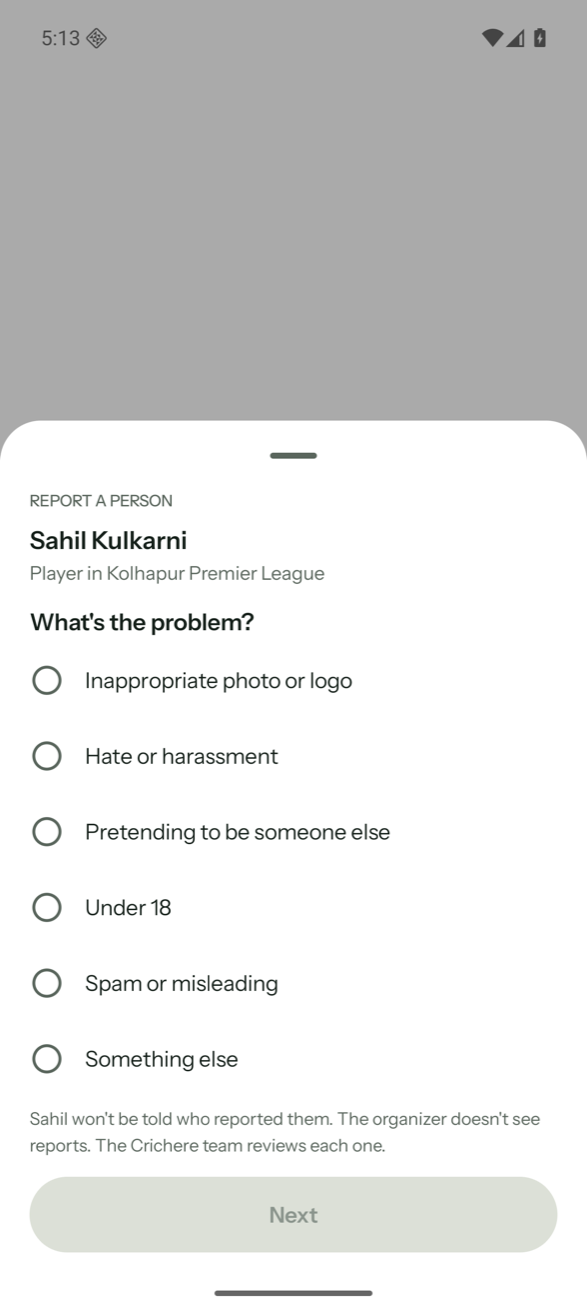 5:13
REPORT A PERSON
Sahil Kulkarni
Player in Kolhapur Premier League
What's the problem?
Inappropriate photo or logo
Hate or harassment
Pretending to be someone else
Under 18
Spam or misleading
Something else
Sahil won't be told who reported them. The organizer doesn't see
reports. The Crichere team reviews each one.
Next